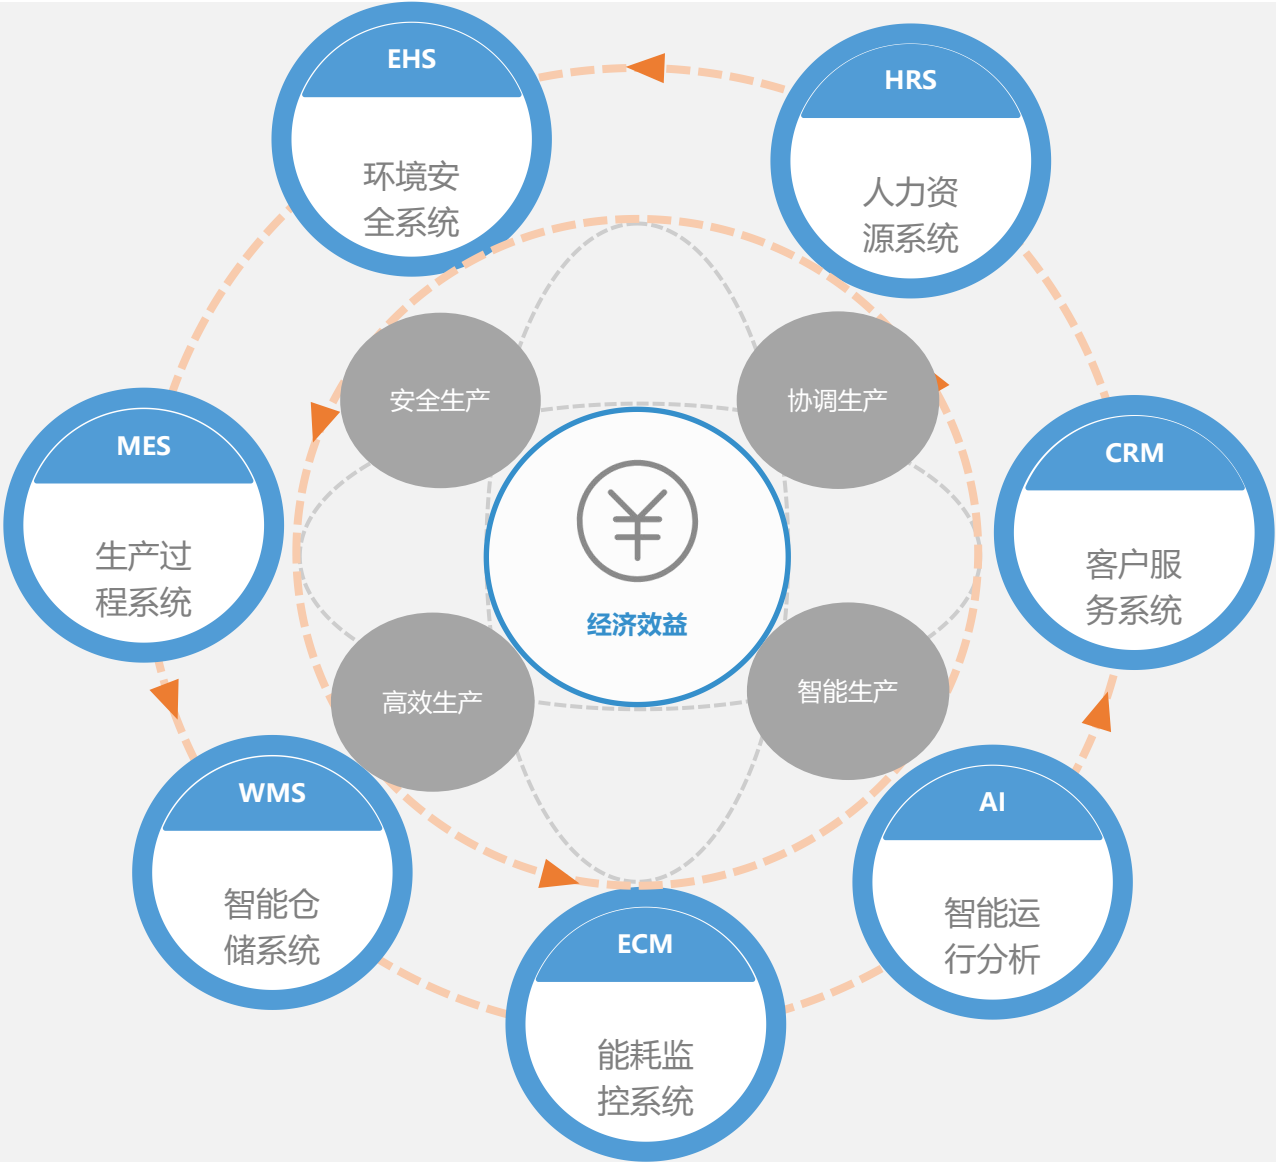 EHS
环境安
全系统
HRS
人力资
源系统
安全生产
协调生产
MES
生产过
程系统
CRM
客户服
务系统
经济效益
高效生产
智能生产
WMS
智能仓
储系统
AI
智能运
行分析
ECM
能耗监
控系统